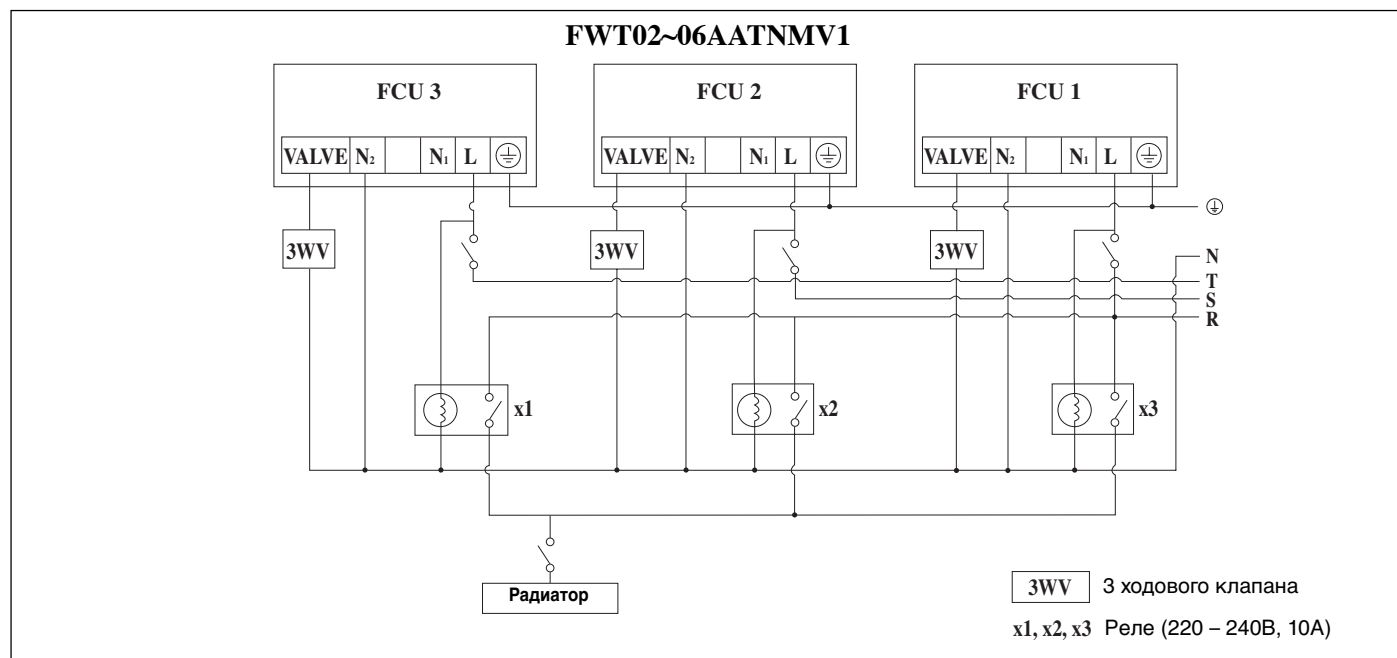 FWT02~06AATNMV1
FCU 3
FCU 2
FCU 1
VALVE N₂ N₁ L
VALVE N₂ N₁ L
VALVE N₂ N₁ L
3WV
3WV
3WV
N
T
S
R
x1
x2
x3
Радиатор
3WV 3 ходового клапана
x1, x2, x3 Реле (220 – 240В, 10А)